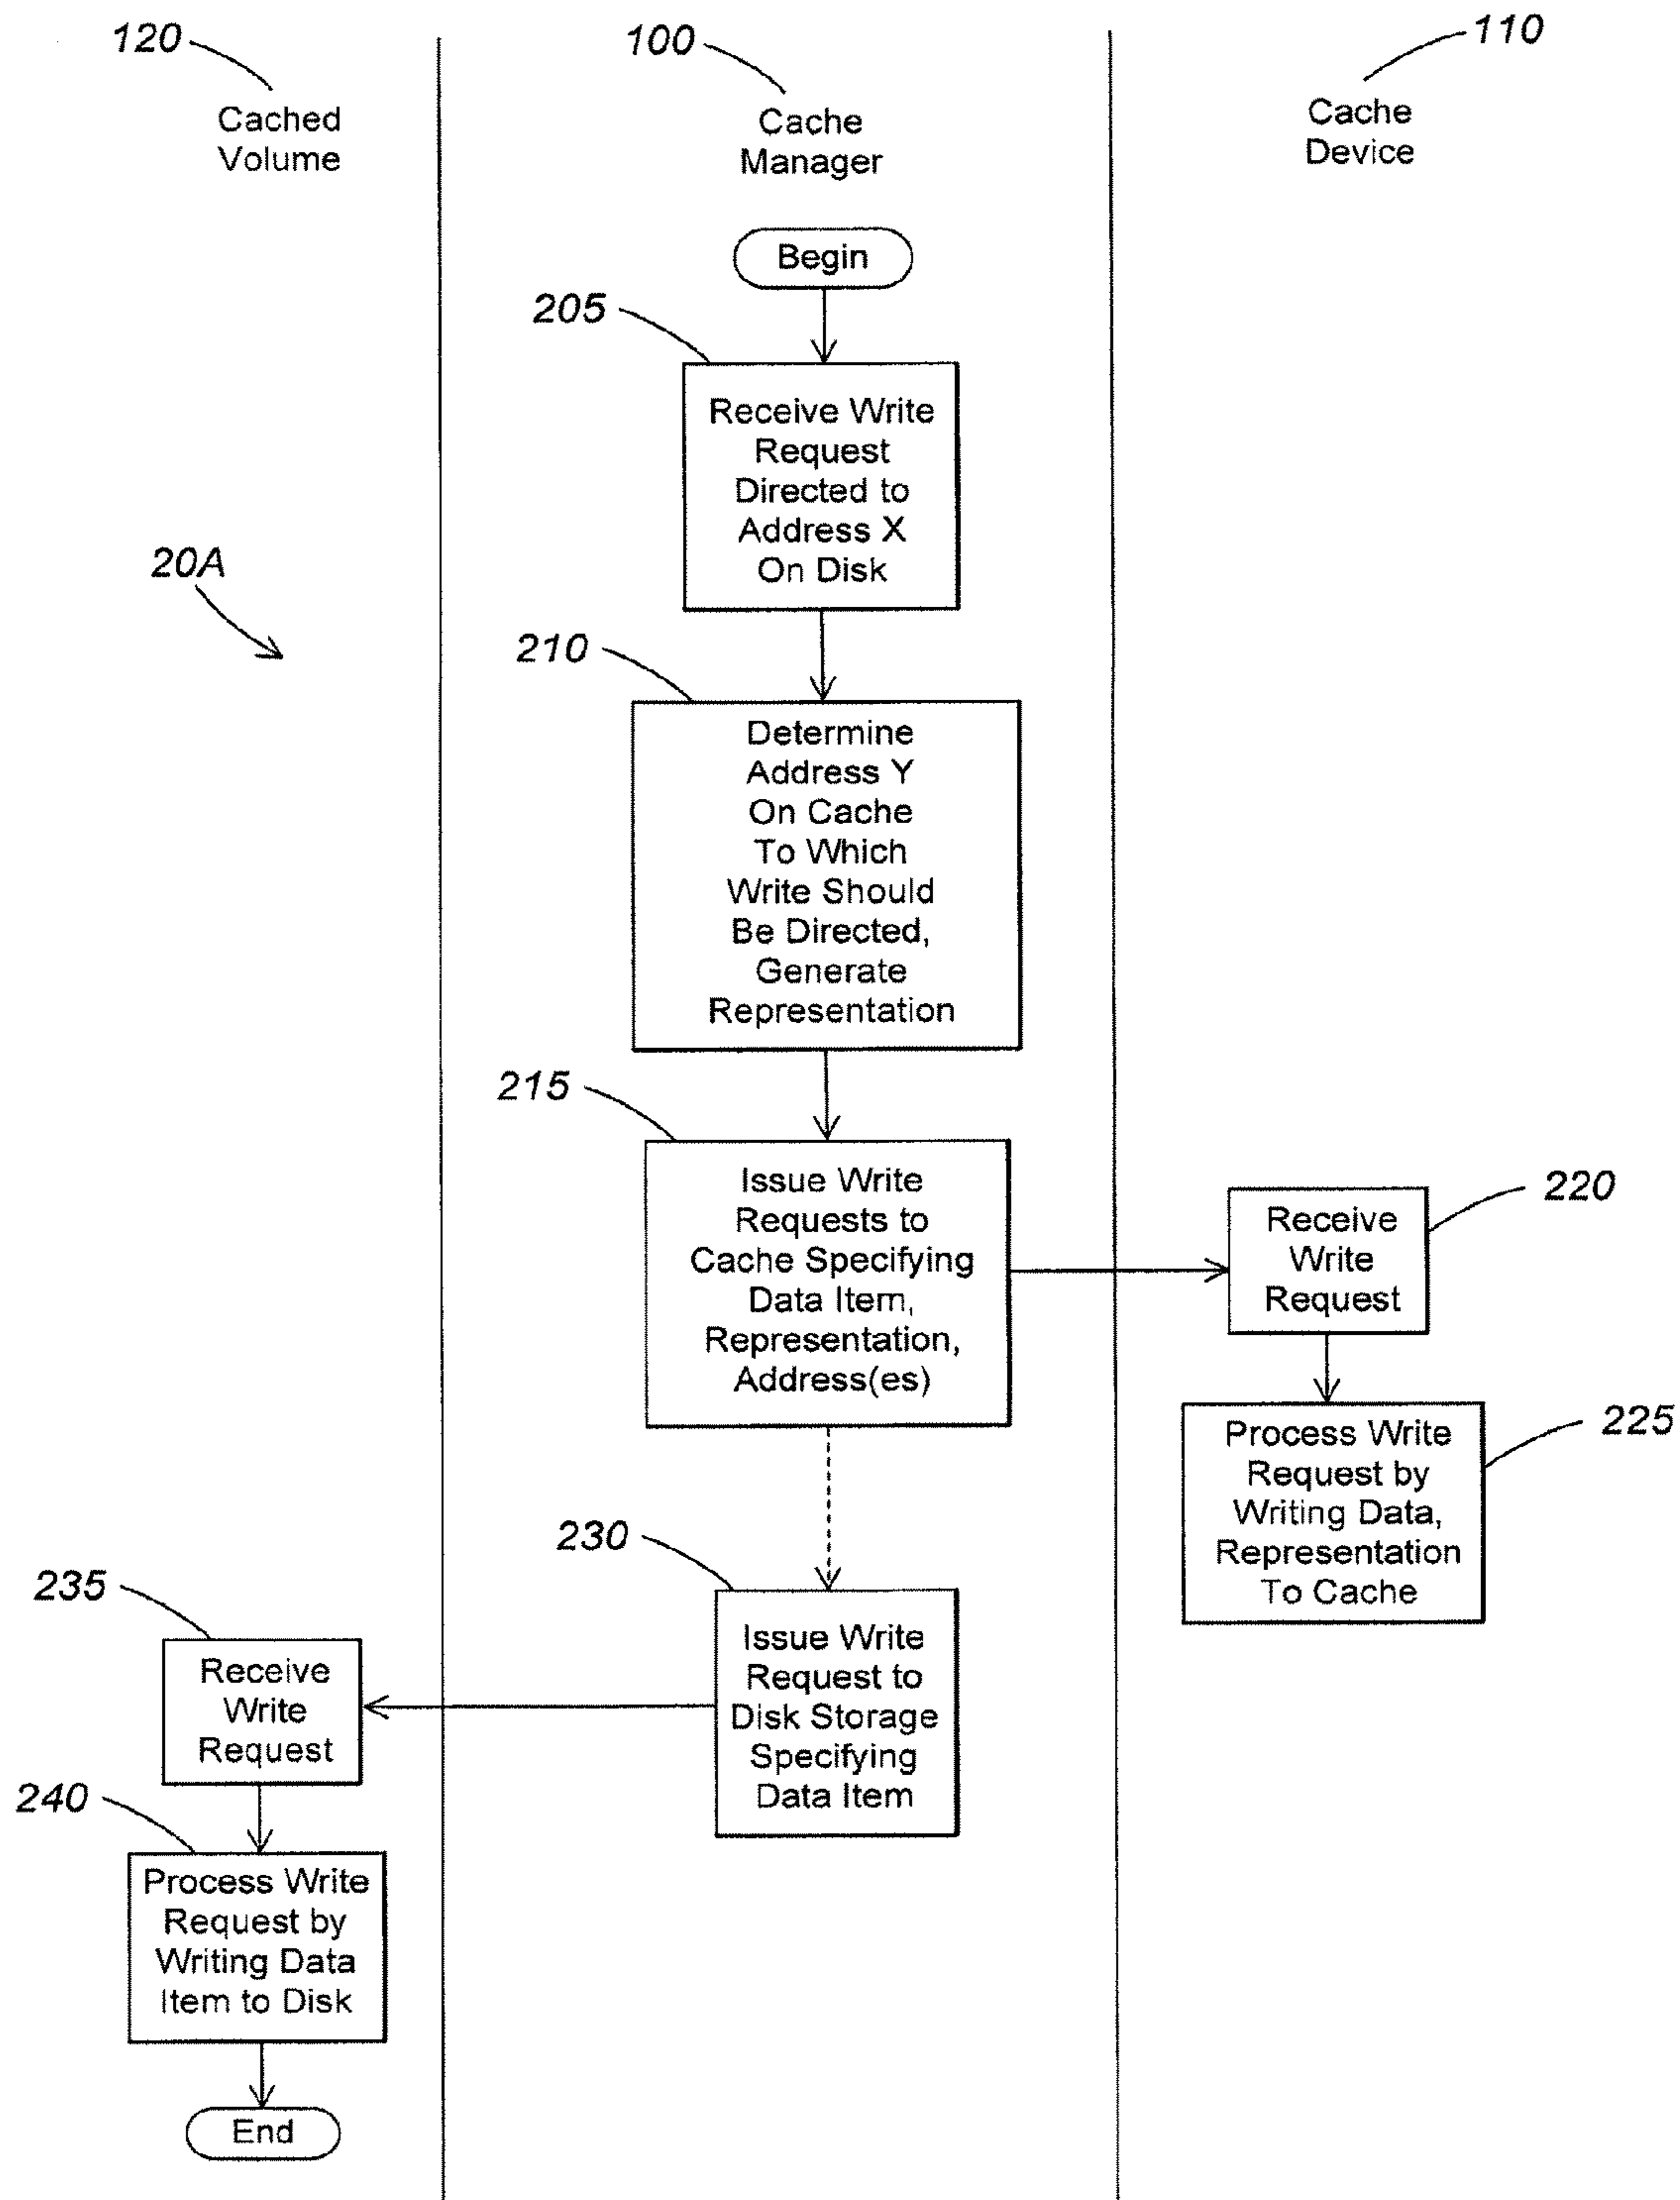 120
100
110
Cached
Volume
Cache
Manager
Cache
Device
Begin
205
Receive Write
Request
Directed to
Address X
On Disk
20A
210
Determine
Address Y
On Cache
To Which
Write Should
Be Directed,
Generate
Representation
215
Issue Write
Requests to
Cache Specifying
Data Item,
Representation,
Address(es)
220
Receive
Write
Request
225
Process Write
Request by
Writing Data,
Representation
To Cache
230
Issue Write
Request to
Disk Storage
Specifying
Data Item
235
Receive
Write
Request
240
Process Write
Request by
Writing Data
Item to Disk
End